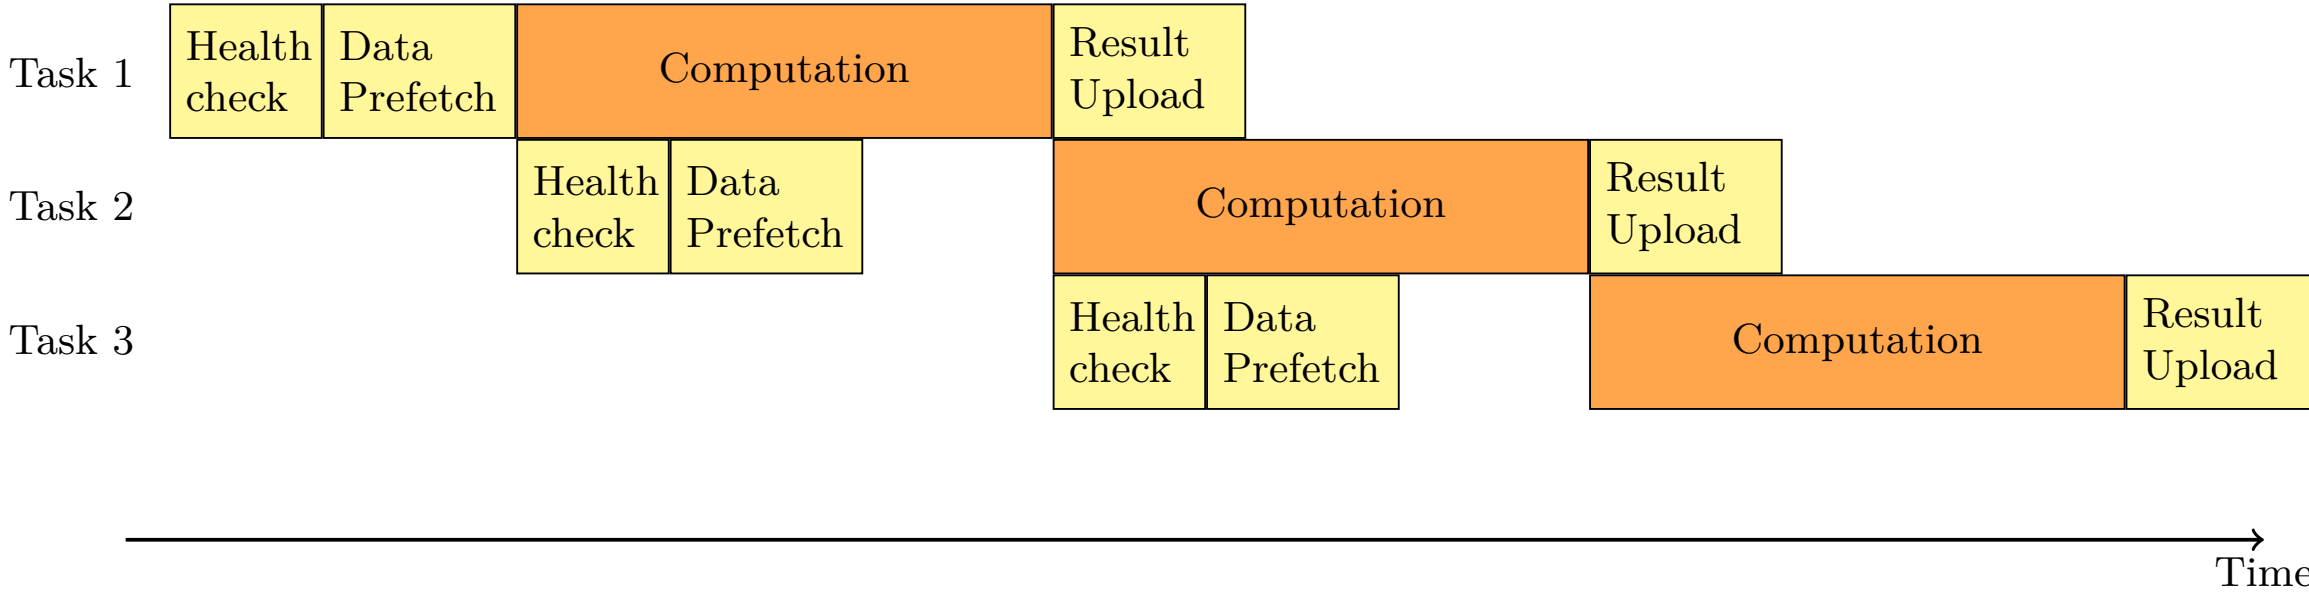 Task 1
Health
check
Data
Prefetch
Computation
Result
Upload
Task 2
Health
check
Data
Prefetch
Computation
Result
Upload
Task 3
Health
check
Data
Prefetch
Computation
Result
Upload
Time